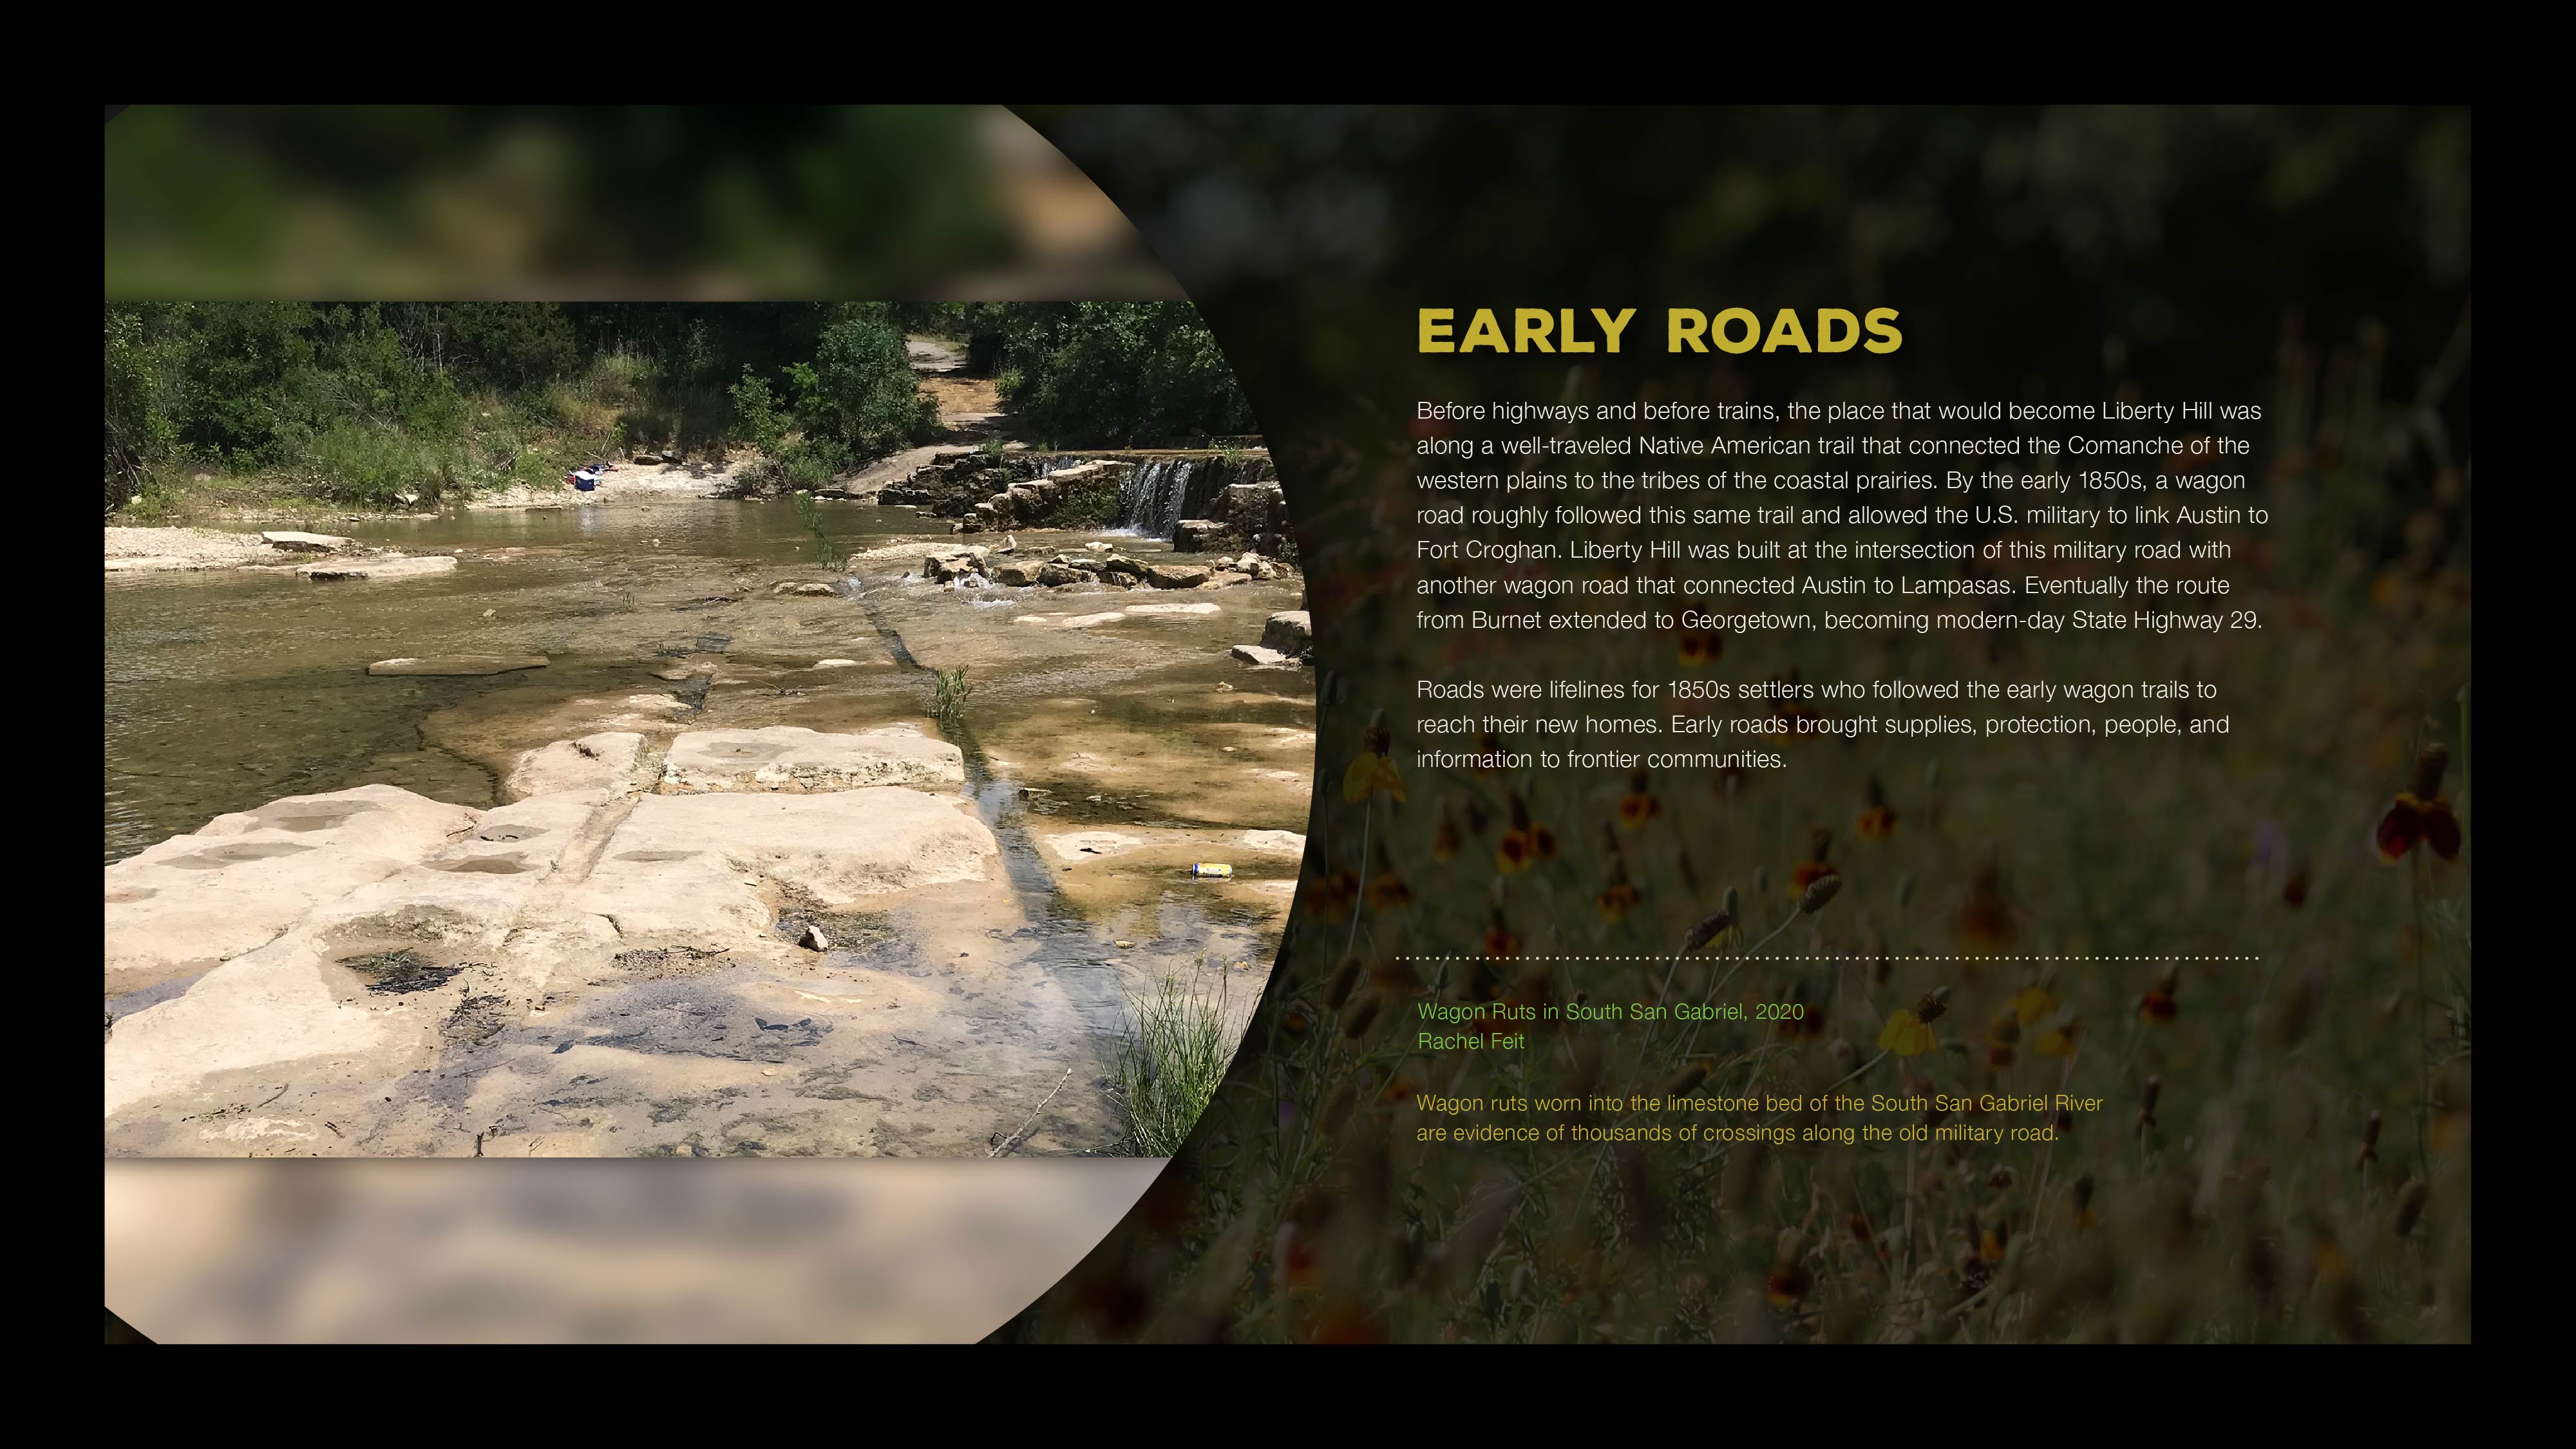 EARLY ROADS
Before highways and before trains, the place that would become Liberty Hill was
along a well-traveled Native American trail that connected the Comanche of the
western plains to the tribes of the coastal prairies. By the early 1850s, a wagon
road roughly followed this same trail and allowed the U.S. military to link Austin to
Fort Croghan. Liberty Hill was built at the intersection of this military road with
another wagon road that connected Austin to Lampasas. Eventually the route
from Burnet extended to Georgetown, becoming modern-day State Highway 29.
Roads were lifelines for 1850s settlers who followed the early wagon trails to
reach their new homes. Early roads brought supplies, protection, people, and
information to frontier communities.
Wagon Ruts in South San Gabriel, 2020
Rachel Feit
Wagon ruts worn into the limestone bed of the South San Gabriel River
are evidence of thousands of crossings along the old military road.